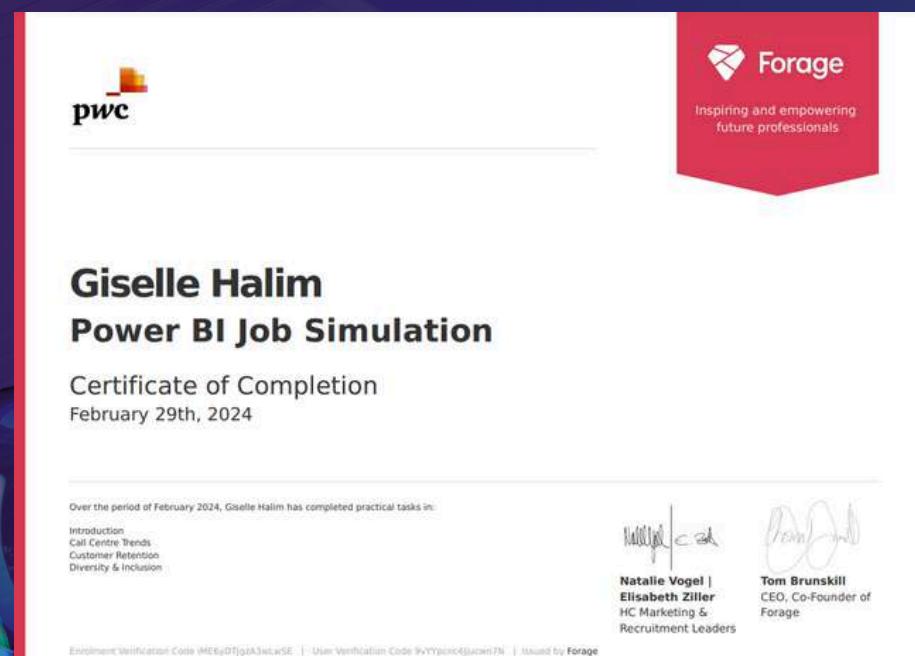 pwc
Forage
Inspiring and empowering
future professionals
Giselle Halim
Power BI Job Simulation
Certificate of Completion
February 29th, 2024
Over the period of February 2024, Giselle Halim has completed practical tasks in:
Introduction
Call Centre Trends
Customer Retention
Diversity & Inclusion
Natalie Vogel |
Elisabeth Ziller
HC Marketing &
Recruitment Leaders
Tom Brunskill
CEO, Co-Founder of
Forage
Enrolment Verification Code | User Verification Code | Issued by Forage